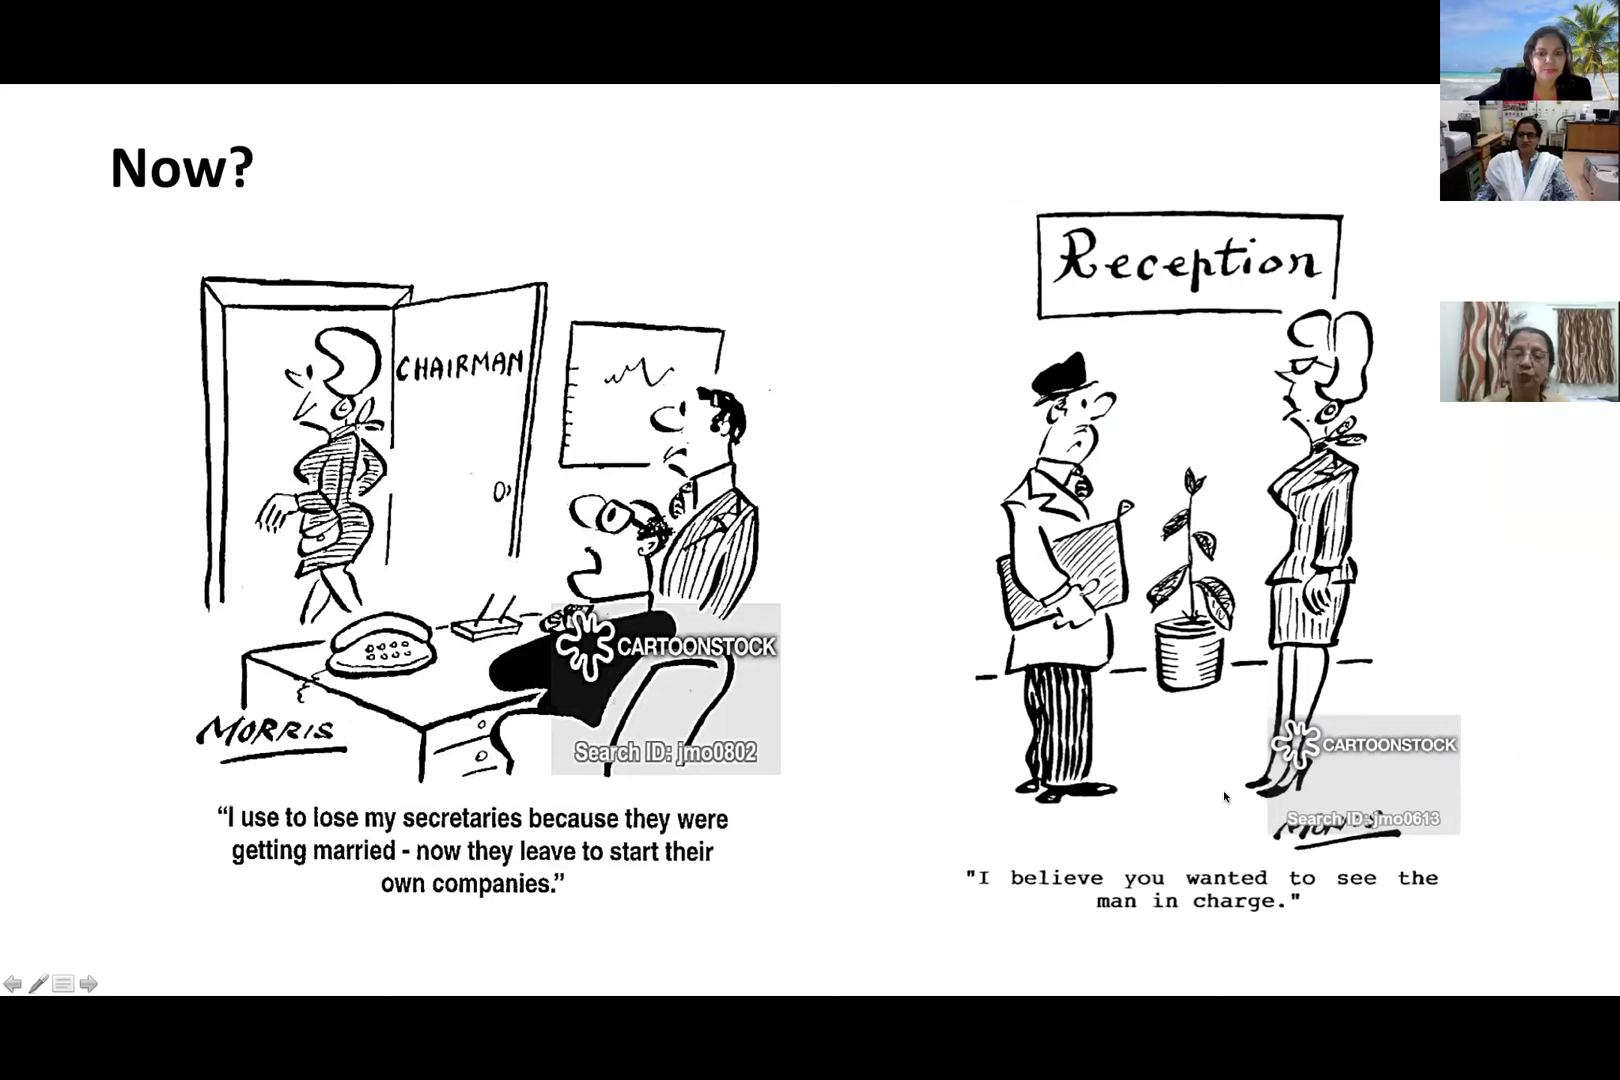 Now?
CHAIRMAN
MORRIS
CARTOONSTOCK
Search ID: jmo0802
“I use to lose my secretaries because they were
getting married - now they leave to start their
own companies.”
Reception
CARTOONSTOCK
Search ID: jmo0613
"I believe you wanted to see the
man in charge."